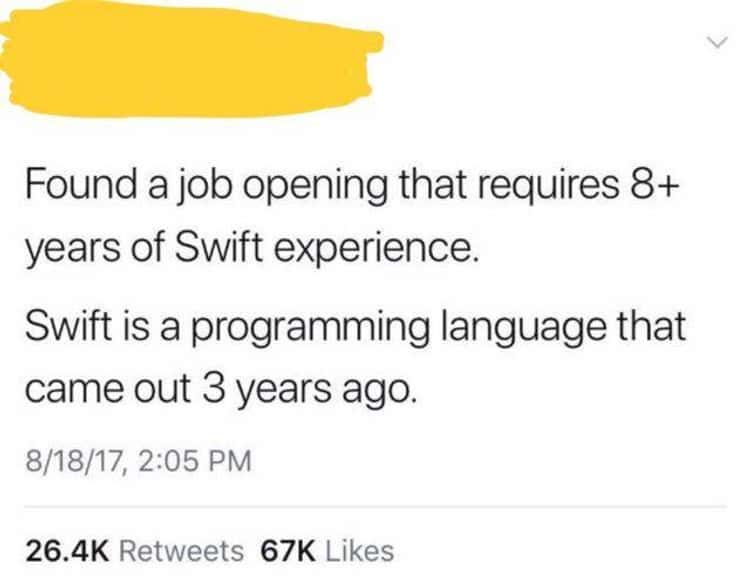 Found a job opening that requires 8+
years of Swift experience.
Swift is a programming language that
came out 3 years ago.
8/18/17, 2:05 PM
26.4K Retweets 67K Likes